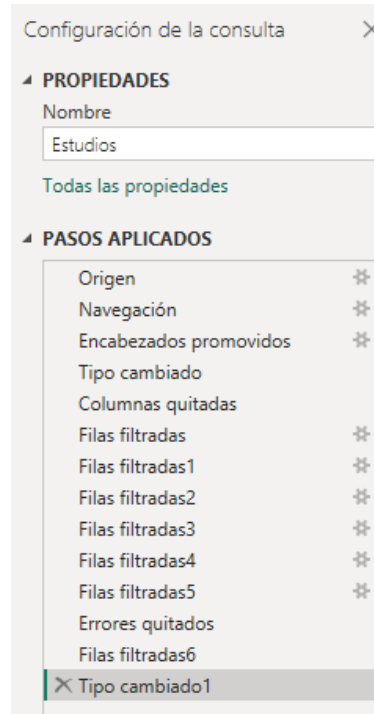 Configuración de la consulta
PROPIEDADES
Nombre
Estudios
Todas las propiedades
PASOS APLICADOS
Origen
Navegación
Encabezados promovidos
Tipo cambiado
Columnas quitadas
Filas filtradas
Filas filtradas1
Filas filtradas2
Filas filtradas3
Filas filtradas4
Filas filtradas5
Errores quitados
Filas filtradas6
Tipo cambiado1